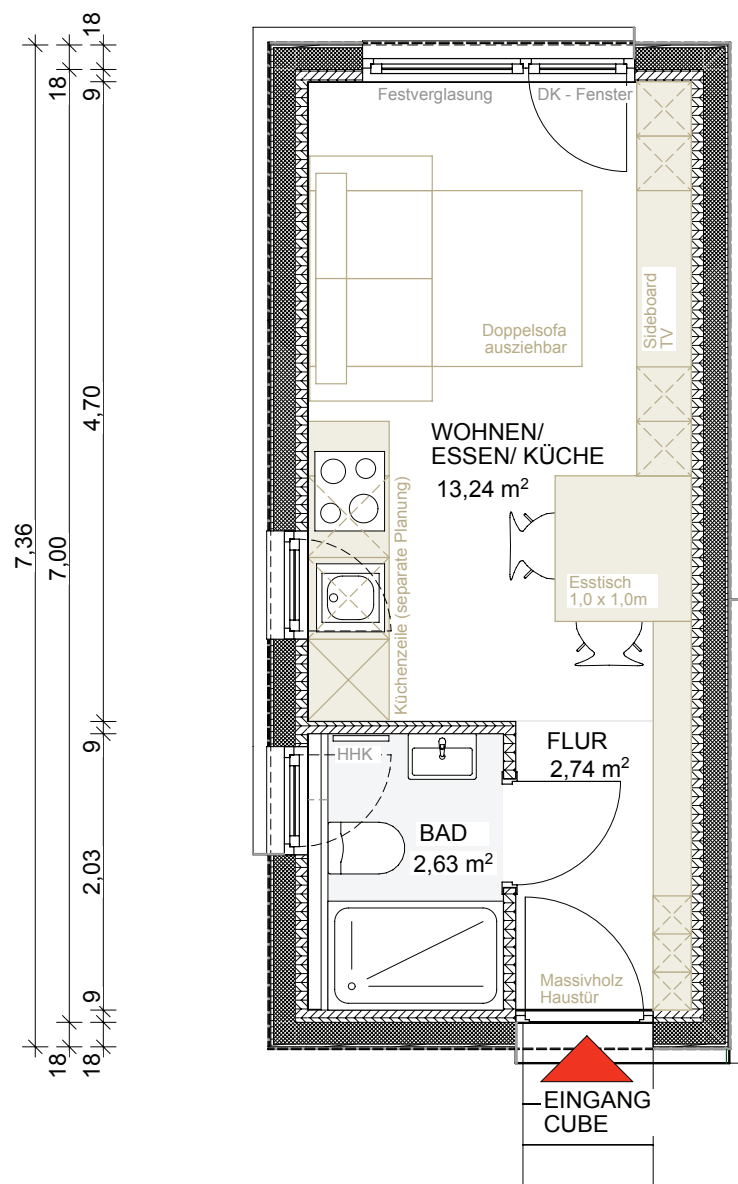 18
18
9
Festverglasung
DK - Fenster
Sideboard
TV
Doppelsofa
ausziehbar
4,70
WOHNEN/
ESSEN/ KÜCHE
13,24 m²
7,36
7,00
Küchenzeile (separate Planung)
Esstisch
1,0 x 1,0m
9
HHK
FLUR
2,74 m²
BAD
2,63 m²
2,03
9
Massivholz
Haustür
18
18
EINGANG
CUBE